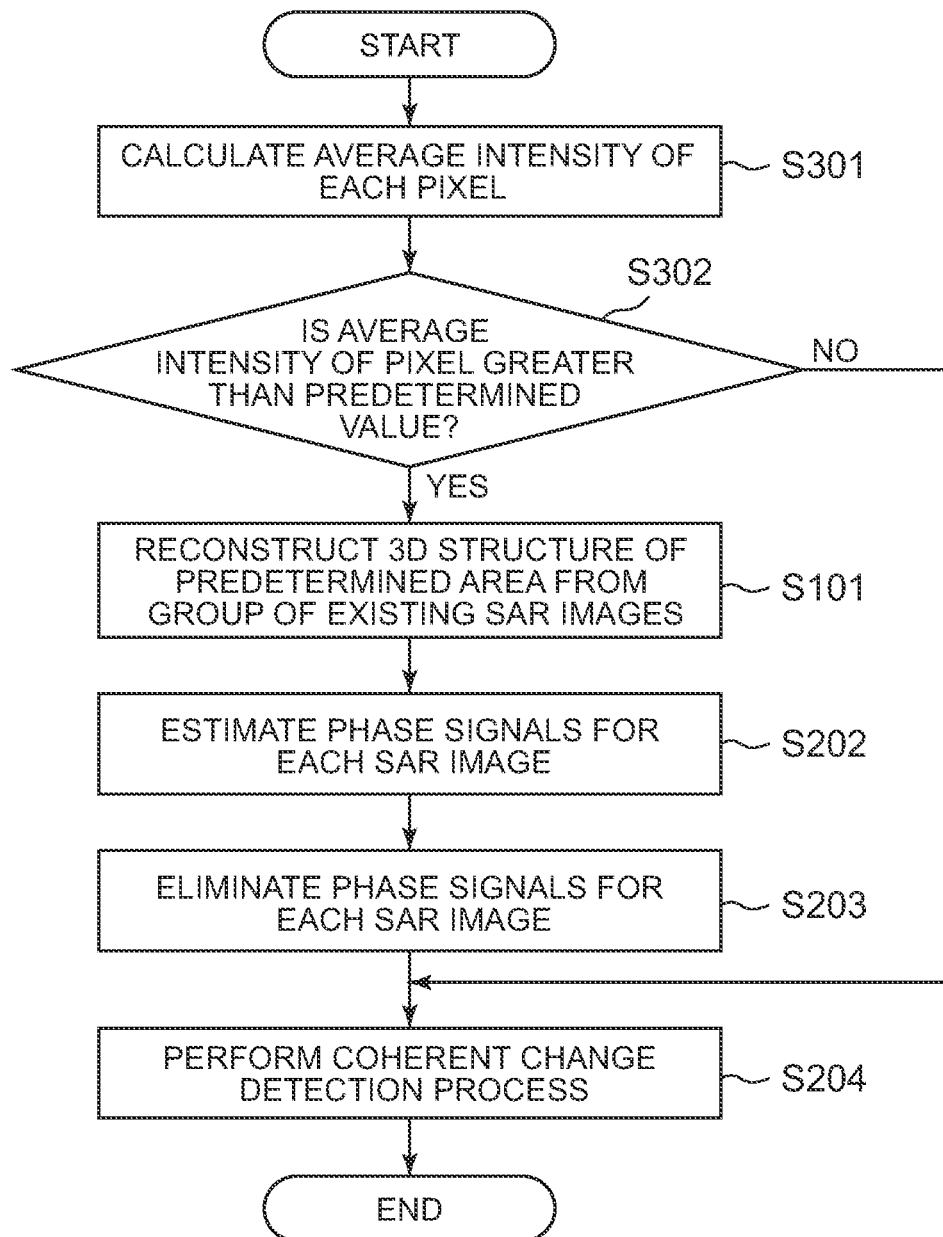 START
CALCULATE AVERAGE INTENSITY OF
EACH PIXEL
S301
S302
IS AVERAGE
INTENSITY OF PIXEL GREATER
THAN PREDETERMINED
VALUE?
NO
YES
RECONSTRUCT 3D STRUCTURE OF
PREDETERMINED AREA FROM
GROUP OF EXISTING SAR IMAGES
S101
ESTIMATE PHASE SIGNALS FOR
EACH SAR IMAGE
S202
ELIMINATE PHASE SIGNALS FOR
EACH SAR IMAGE
S203
PERFORM COHERENT CHANGE
DETECTION PROCESS
S204
END